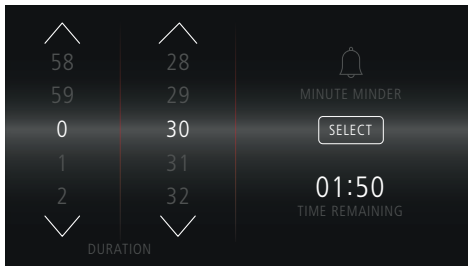 58 28
59 29
0 30
1 31
2 32
DURATION
MINUTE MINDER
SELECT
01:50
TIME REMAINING